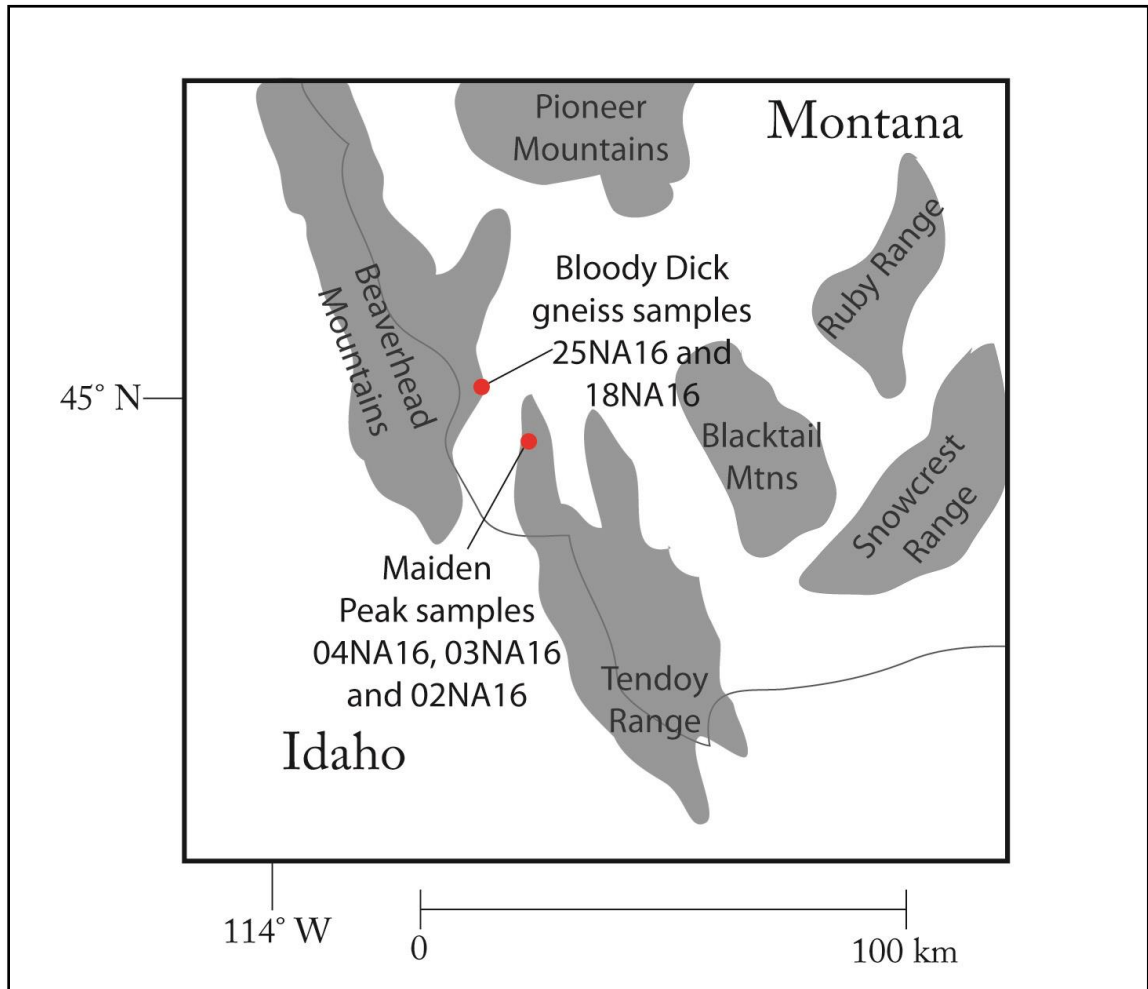 Pioneer
Mountains
Montana
Ruby Range
Bloody Dick
gneiss samples
25NA16 and
18NA16
Beaverhead
Mountains
45° N
Blacktail
Mtns
Snowcrest
Range
Maiden
Peak samples
04NA16, 03NA16
and 02NA16
Tendoy
Range
Idaho
114° W
0
100 km